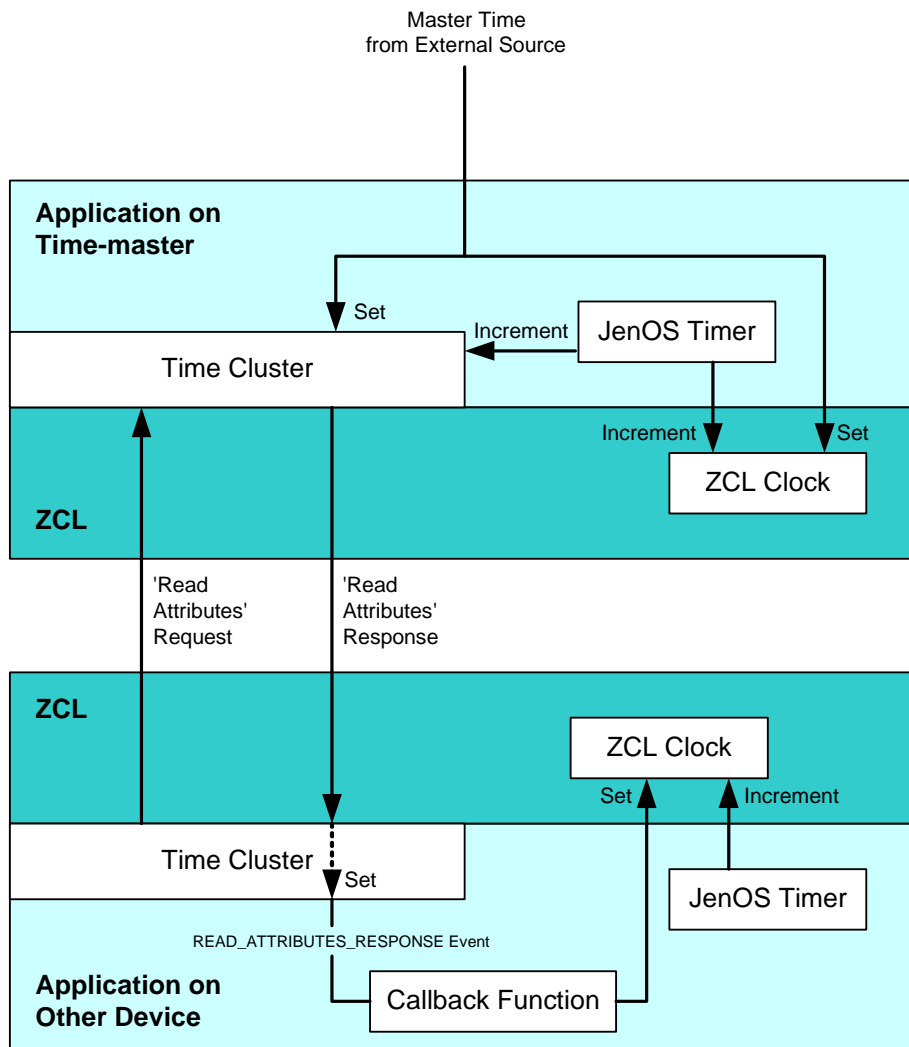 Master Time
from External Source
Application on
Time-master
Set
Increment
JenOS Timer
Time Cluster
Increment
Set
ZCL Clock
ZCL
'Read
Attributes'
Request
'Read
Attributes'
Response
ZCL
ZCL Clock
Set
Increment
Time Cluster
Set
JenOS Timer
READ_ATTRIBUTES_RESPONSE Event
Callback Function
Application on
Other Device